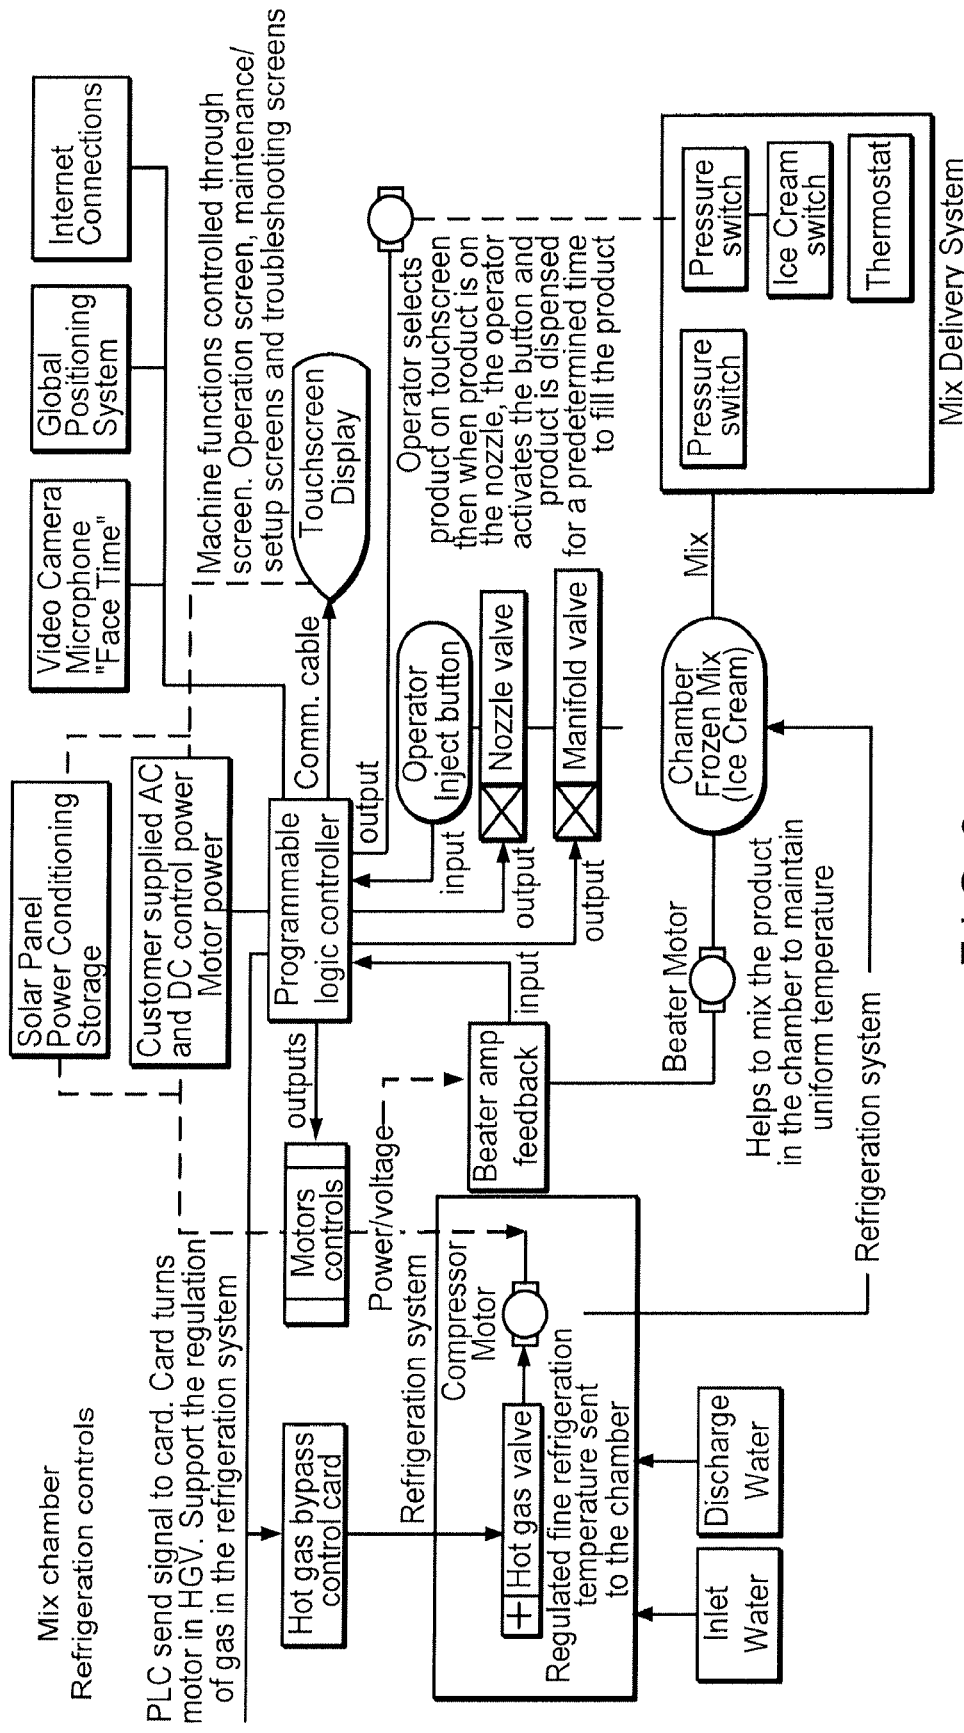 Mix chamber
Refrigeration controls
PLC send signal to card. Card turns
motor in HGV. Support the regulation
of gas in the refrigeration system
Solar Panel
Power Conditioning
Storage
Customer supplied AC
and DC control power
Motor power
Video Camera
Microphone
"Face Time"
Global
Positioning
System
Internet
Connections
Machine functions controlled through
screen. Operation screen, maintenance/
setup screens and troubleshooting screens
Hot gas bypass
control card
Motors
controls
outputs
Programmable
logic controller
Comm. cable
Touchscreen
Display
output
Power/voltage
Refrigeration system
Beater amp
feedback
input
input
Operator
Inject button
output
Nozzle valve
output
Manifold valve
Operator selects
product on touchscreen
then when product is on
the nozzle, the operator
activates the button and
product is dispensed
for a predetermined time
to fill the product
Compressor
Motor
Hot gas valve
Regulated fine refrigeration
temperature sent
to the chamber
Inlet
Water
Discharge
Water
Beater Motor
Helps to mix the product
in the chamber to maintain
uniform temperature
Refrigeration system
Chamber
Frozen Mix
(Ice Cream)
Mix
Pressure
switch
Pressure
switch
Ice Cream
switch
Thermostat
Mix Delivery System